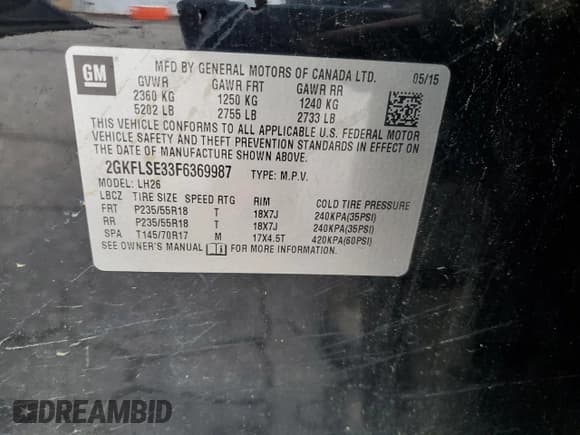 GM
MFD BY GENERAL MOTORS OF CANADA LTD. 05/15
GVWR GAWR FRT GAWR RR
2360 KG 1250 KG 1240 KG
5202 LB 2755 LB 2733 LB
THIS VEHICLE CONFORMS TO ALL APPLICABLE U.S. FEDERAL MOTOR
VEHICLE SAFETY AND THEFT PREVENTION STANDARDS IN EFFECT ON
THE DATE OF MANUFACTURE SHOWN ABOVE.
2GKFLSE33F6369987 TYPE: M.P.V.
MODEL: LH26
LBCZ TIRE SIZE SPEED RTG RIM COLD TIRE PRESSURE
FRT P235/55R18 T 18X7J 240KPA(35PSI)
RR P235/55R18 T 18X7J 240KPA(35PSI)
SPA T145/70R17 M 17X4.5T 420KPA(60PSI)
SEE OWNER'S MANUAL i FOR MORE INFORMATION.
DREAMBID